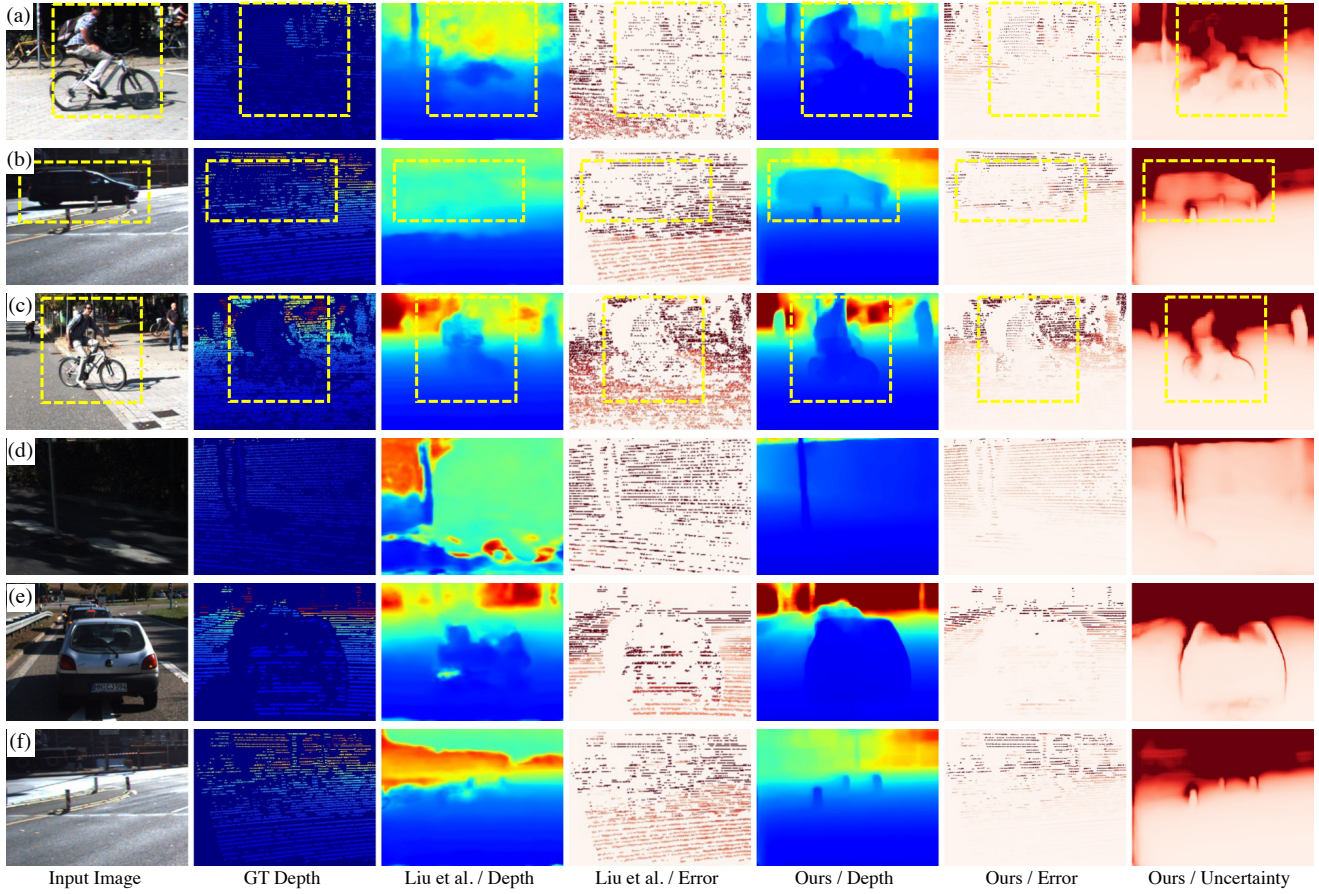 (a)
(b)
(c)
(d)
(e)
(f)
Input Image GT Depth Liu et al. / Depth Liu et al. / Error Ours / Depth Ours / Error Ours / Uncertainty